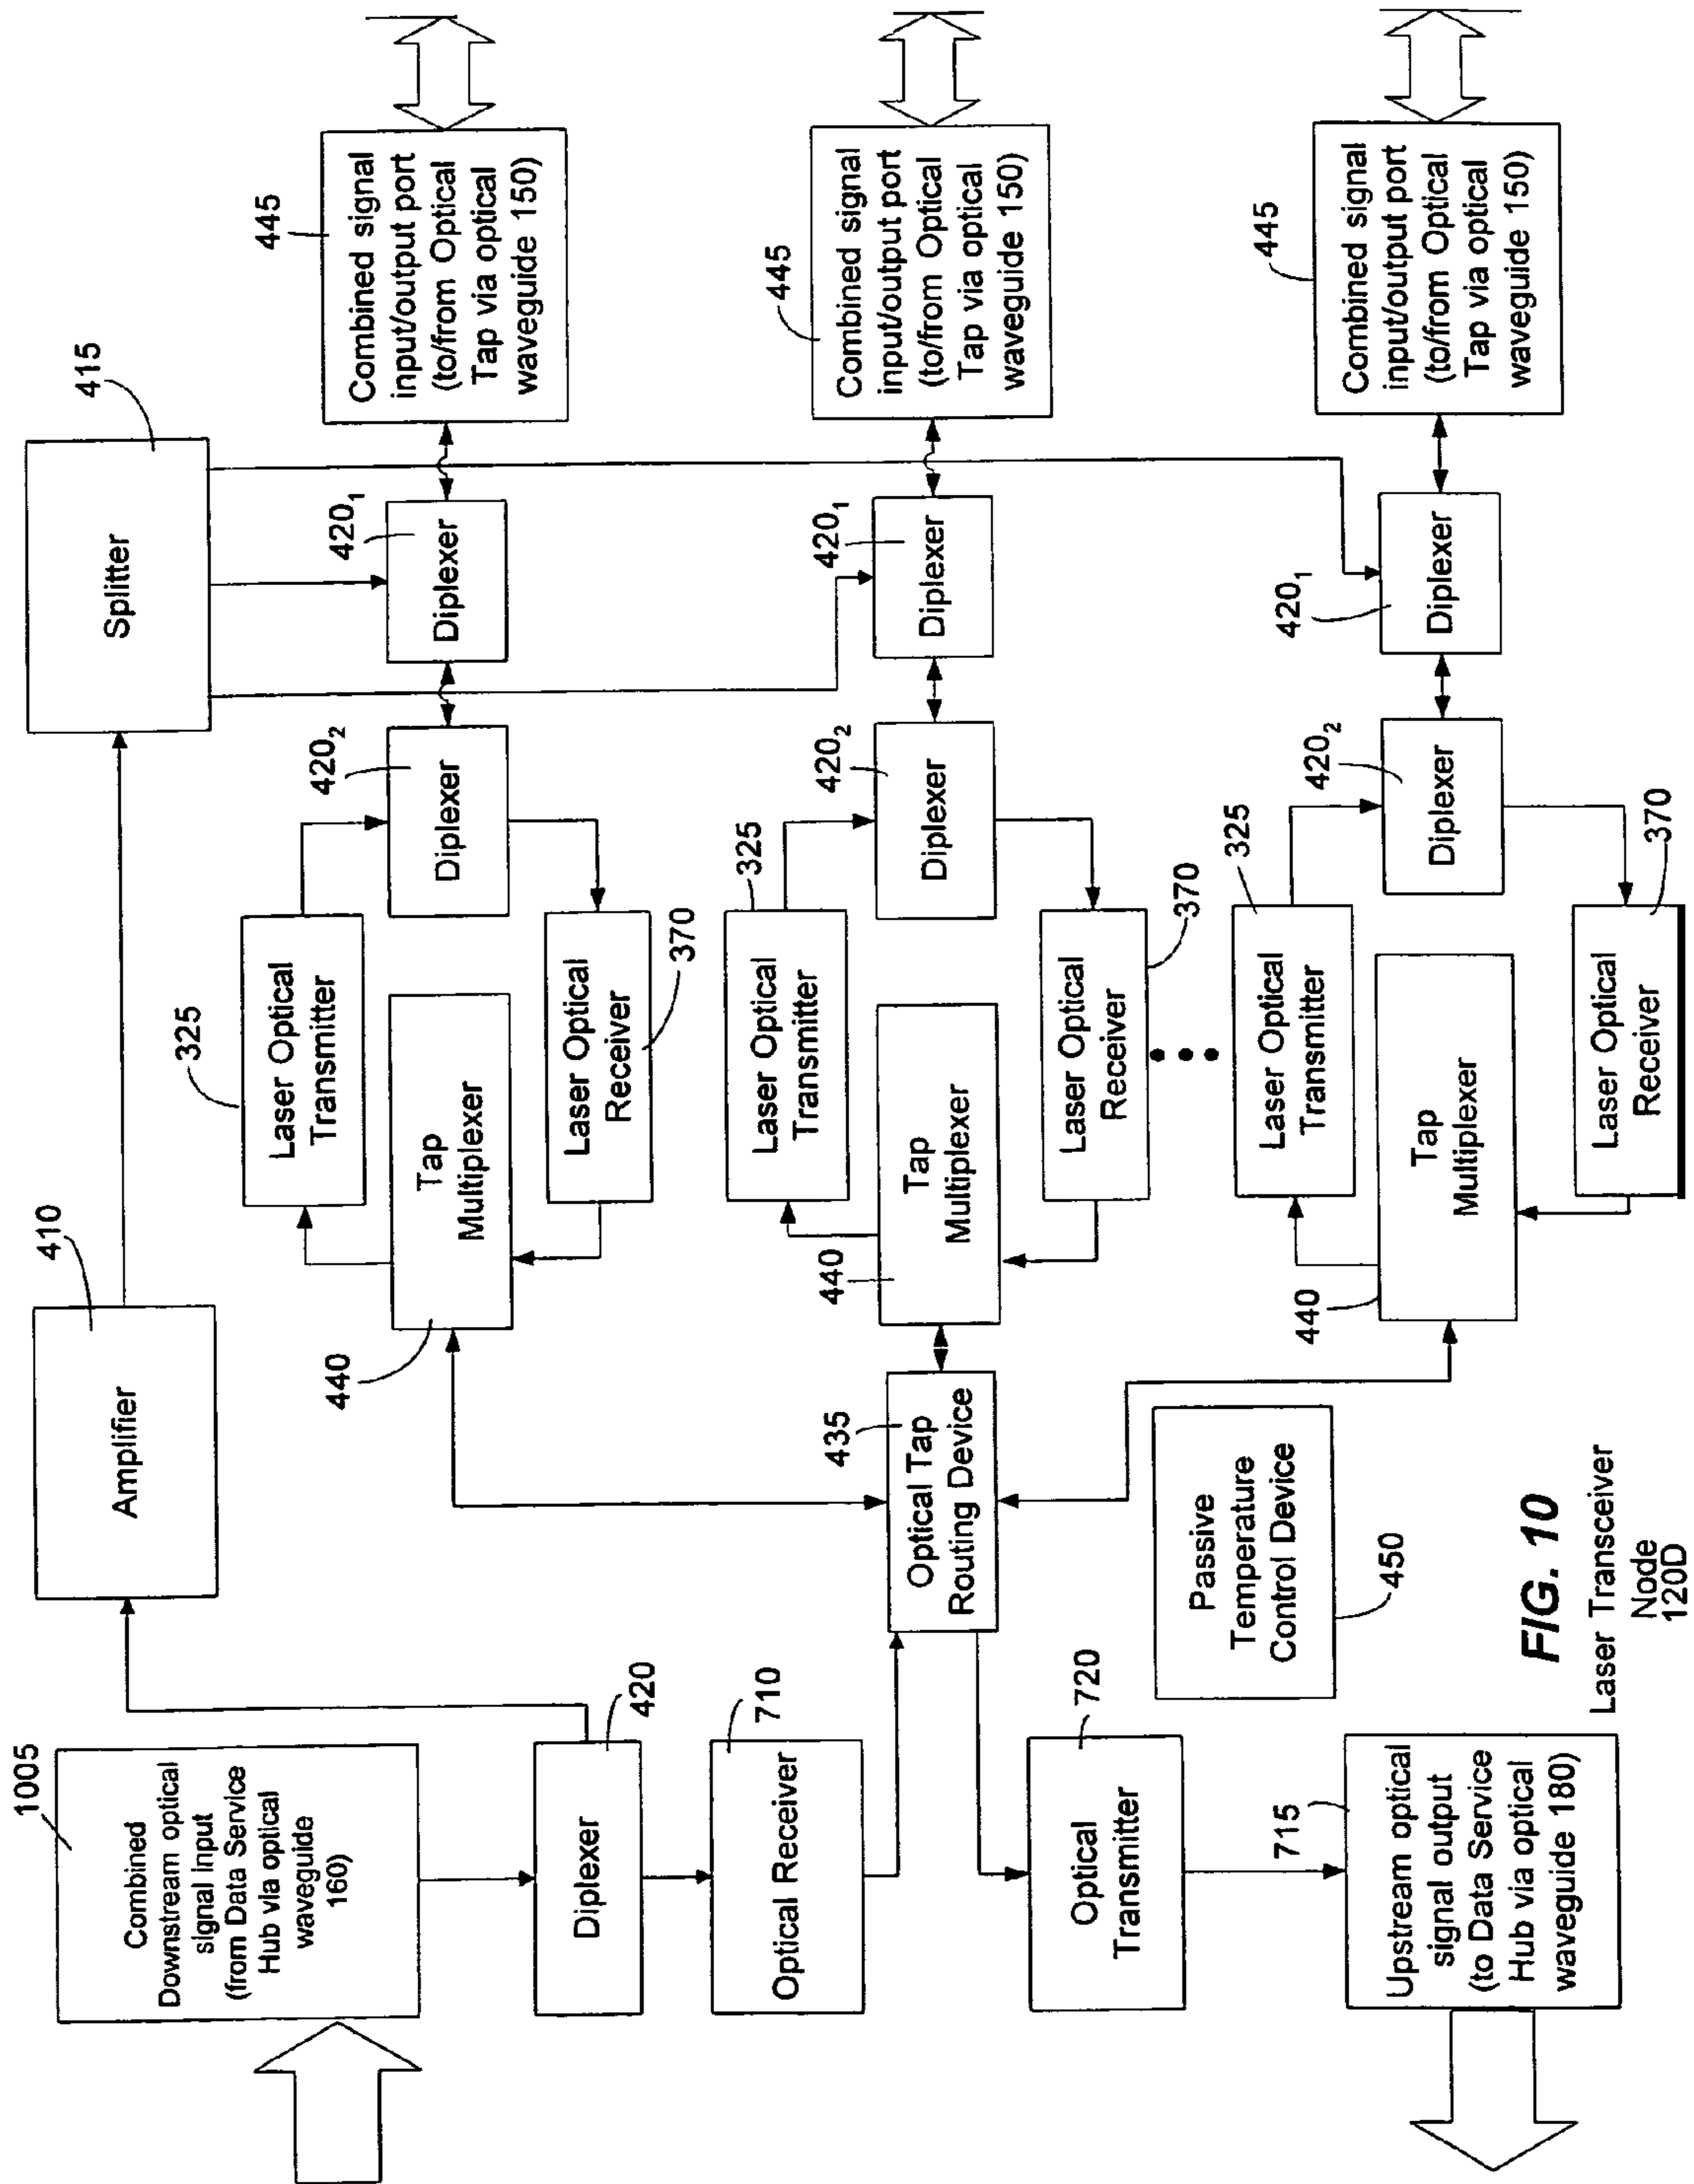 1005
Combined
Downstream optical
signal Input
(from Data Service
Hub via optical
waveguide
160)
420
Diplexer
710
Optical Receiver
720
Optical
Transmitter
715
Upstream optical
signal output
(to Data Service
Hub via optical
waveguide 180)
410
Amplifier
415
Splitter
435
Optical Tap
Routing Device
Passive
Temperature
Control Device
450
440
Tap
Multiplexer
325
Laser Optical
Transmitter
Laser Optical
Receiver
370
420₂
Diplexer
420₁
Diplexer
445
Combined signal
input/output port
(to/from Optical
Tap via optical
waveguide 150)
440
Tap
Multiplexer
325
Laser Optical
Transmitter
Laser Optical
Receiver
370
420₂
Diplexer
420₁
Diplexer
445
Combined signal
input/output port
(to/from Optical
Tap via optical
waveguide 150)
440
Tap
Multiplexer
325
Laser Optical
Transmitter
Laser Optical
Receiver
370
420₂
Diplexer
420₁
Diplexer
445
Combined signal
input/output port
(to/from Optical
Tap via optical
waveguide 150)
FIG. 10
Laser Transceiver
Node
120D